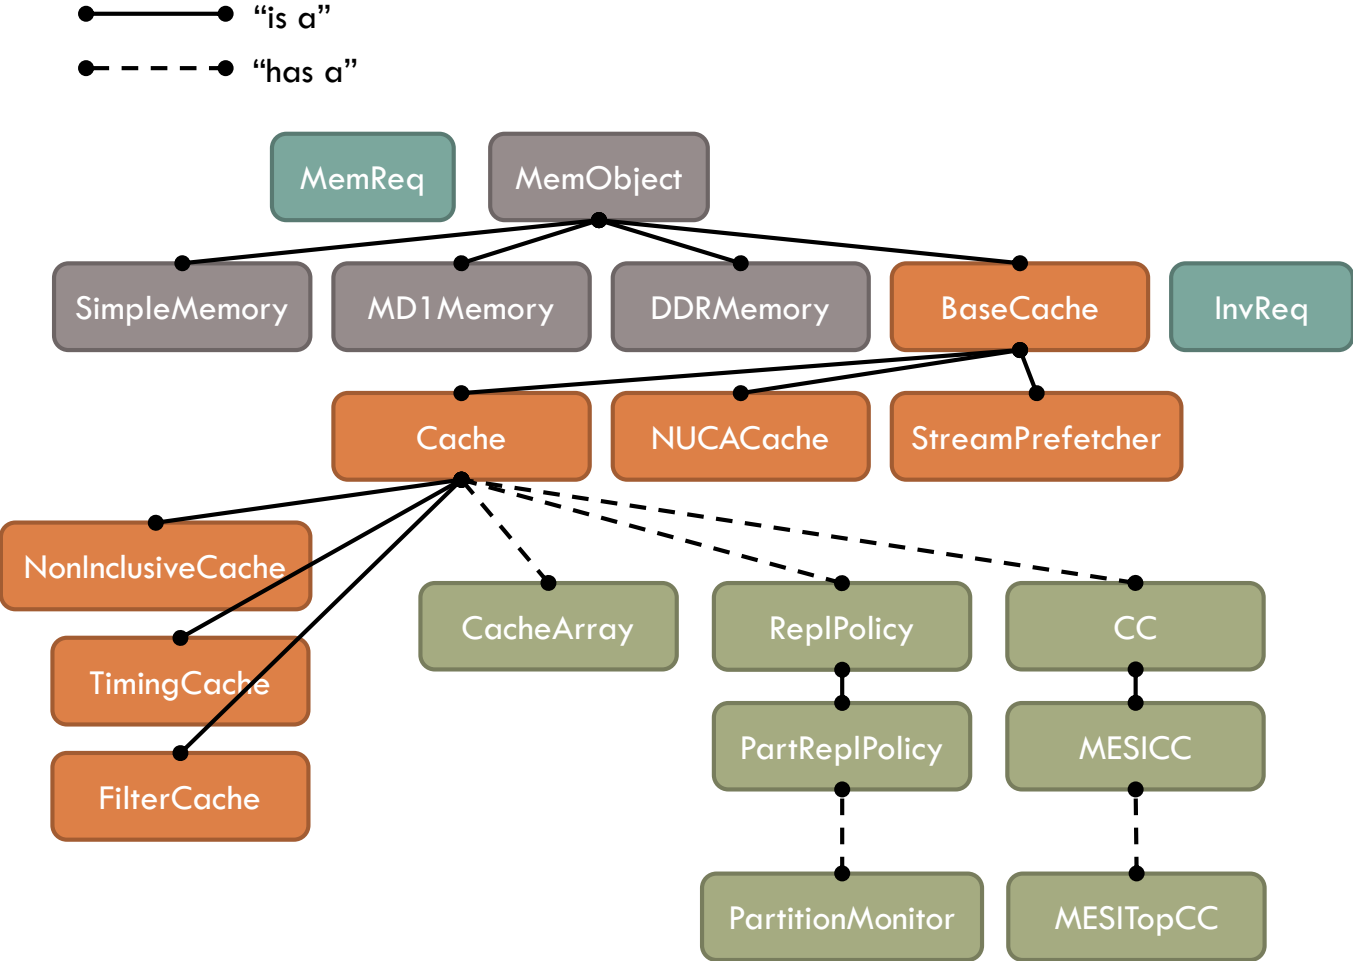 “is a”
“has a”
MemReq
MemObject
SimpleMemory
MD1Memory
DDRMemory
BaseCache
InvReq
Cache
NUCACache
StreamPrefetcher
NonInclusiveCache
CacheArray
ReplPolicy
CC
TimingCache
PartReplPolicy
MESICC
FilterCache
PartitionMonitor
MESITopCC